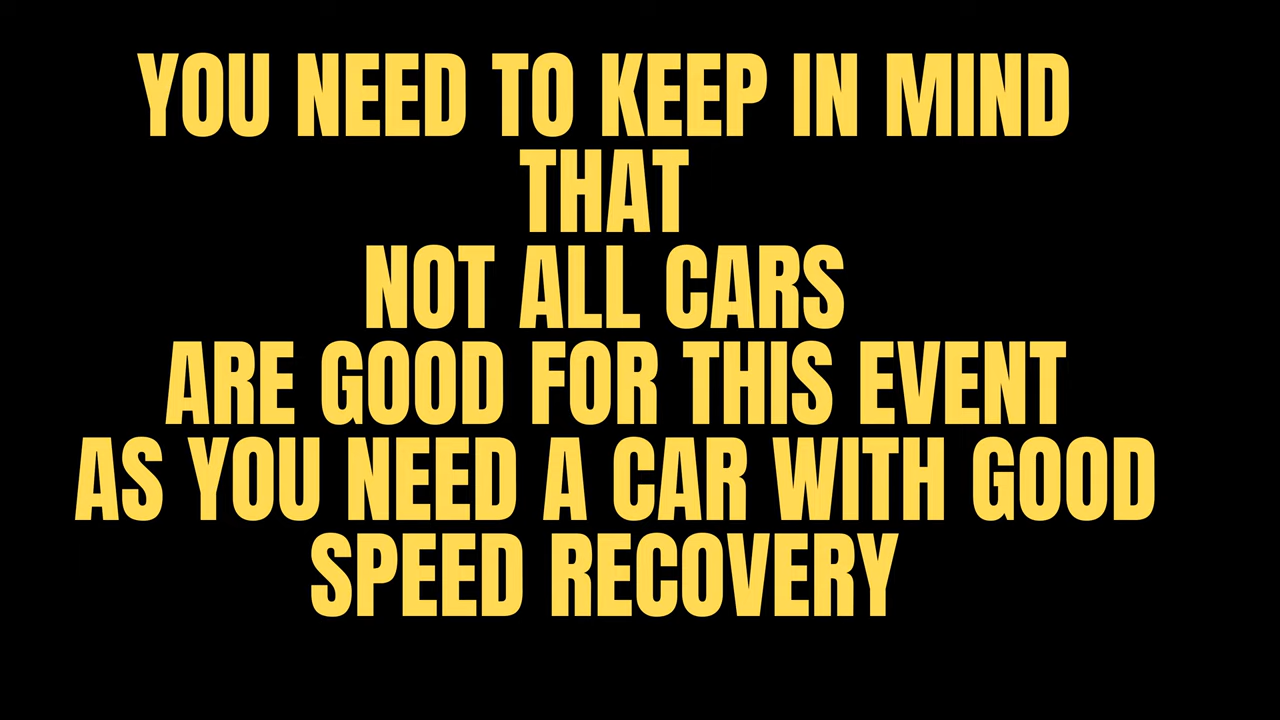 YOU NEED TO KEEP IN MIND
THAT
NOT ALL CARS
ARE GOOD FOR THIS EVENT
AS YOU NEED A CAR WITH GOOD
SPEED RECOVERY